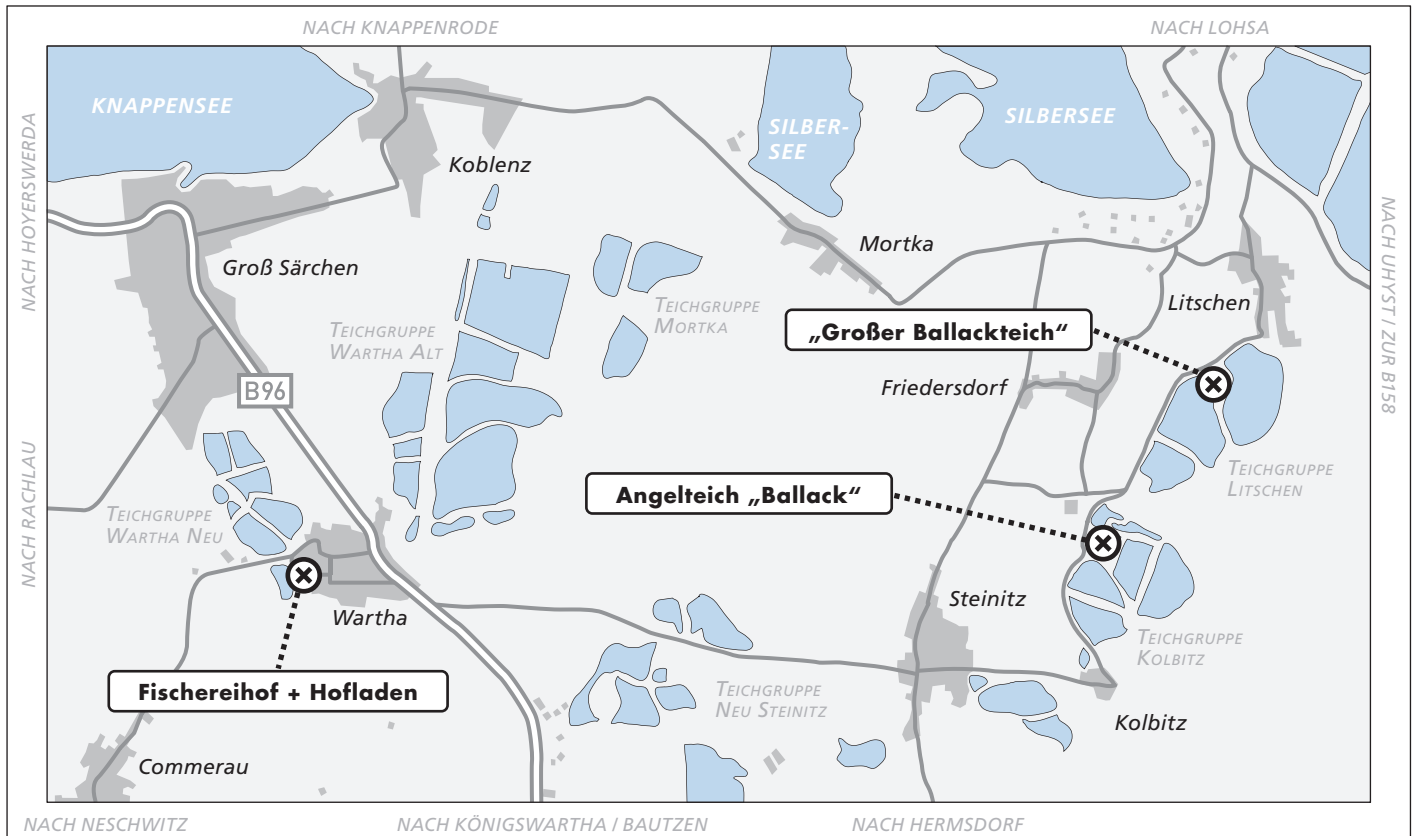 NACH KNAPPENRODE
NACH LOHSA
KNAPPENSEE
SILBER-
SEE
SILBERSEE
NACH HOYERSWERDA
Koblenz
NACH UHYST / ZUR B158
Mortka
Groß Särchen
TEICHGRUPPE
MORTKA
Litschen
TEICHGRUPPE
WARTHA ALT
„Großer Ballackteich“
B96
Friedersdorf
NACH RACHLAU
TEICHGRUPPE
LITSCHEN
Angelteich „Ballack“
TEICHGRUPPE
WARTHA NEU
Steinitz
Wartha
TEICHGRUPPE
KOLBITZ
Fischereihof + Hofladen
TEICHGRUPPE
NEU STEINITZ
Kolbitz
Commerau
NACH NESCHWITZ
NACH KÖNIGSWARTHA / BAUTZEN
NACH HERMSDORF